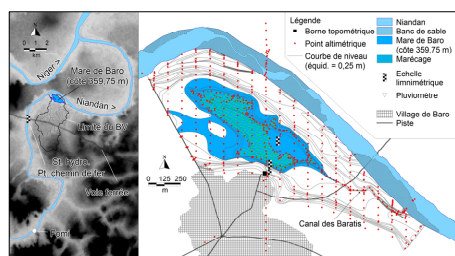 N
0 2 4
km
Niger >
Mare de Baro
(côte 359.75 m)
Niandan >
Limite du BV
St. hydro.
Pt. chemin de fer
Voie ferrée
Légende
Borne topométrique
Point altimétrique
Courbe de niveau
(équid. = 0,25 m)
Niandan
Banc de sable
Mare de Baro
(côte 359.75 m)
Marécage
Echelle
limnimétrique
Pluviomètre
Village de Baro
Piste
N
0 125 250
m
Canal des Baratis